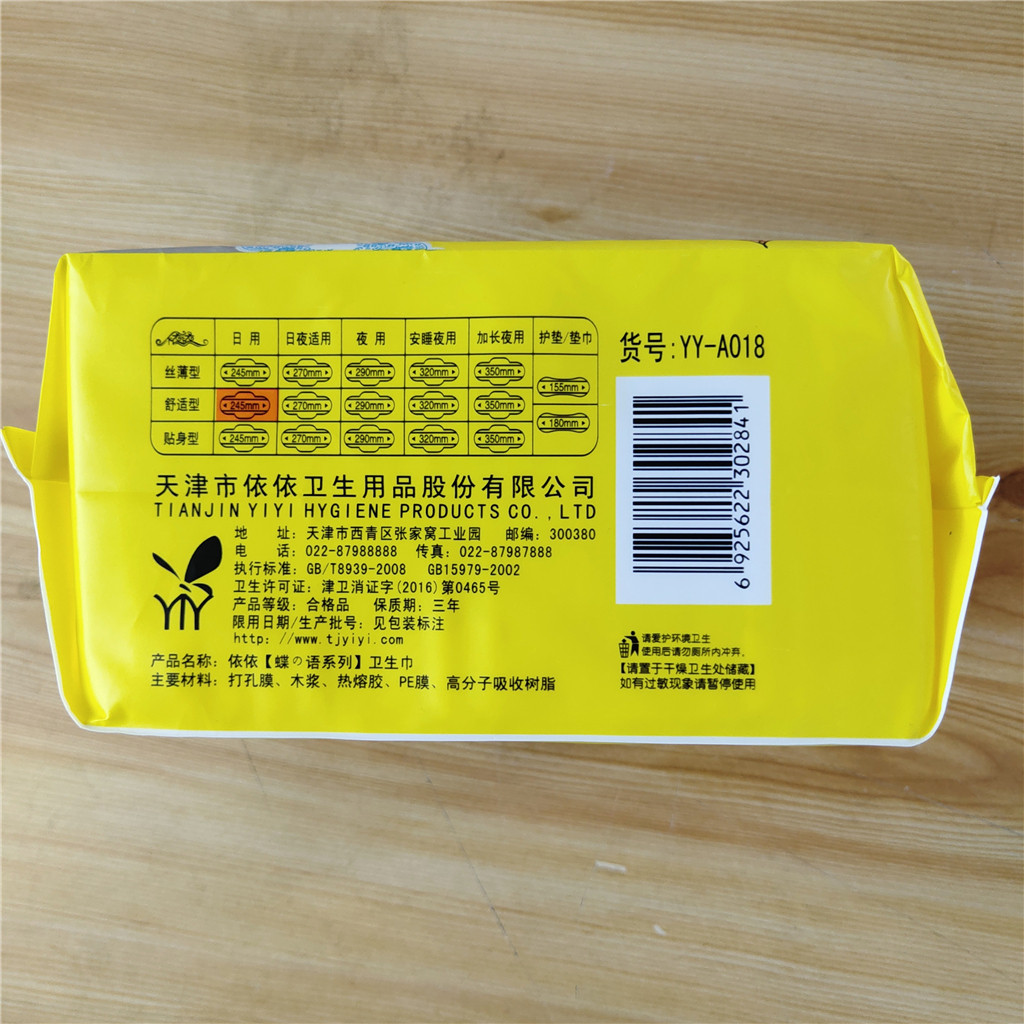 日用 日夜适用 夜用 安睡夜用 加长夜用 护垫/垫巾
丝薄型 245mm 270mm 290mm 320mm 350mm
155mm
舒适型 245mm 270mm 290mm 320mm 350mm
180mm
贴身型 245mm 270mm 290mm 320mm 350mm
天津市依依卫生用品股份有限公司
TIANJIN YIYI HYGIENE PRODUCTS CO.,LTD
地 址：天津市西青区张家窝工业园 邮编：300380
电 话：022-87988888 传真：022-87987888
执行标准：GB/T8939-2008 GB15979-2002
卫生许可证：津卫消证字(2016)第0465号
产品等级：合格品 保质期：三年
限用日期/生产批号：见包装标注
http：//www.tjyiyi.com
YIY
产品名称：依依【蝶の语系列】卫生巾
主要材料：打孔膜、木浆、热熔胶、PE膜、高分子吸收树脂
货号:YY-A018
6 925622 302841
请爱护环境卫生
使用后请勿厕所内冲弃。
【请置于干燥卫生处储藏】
如有过敏现象请暂停使用